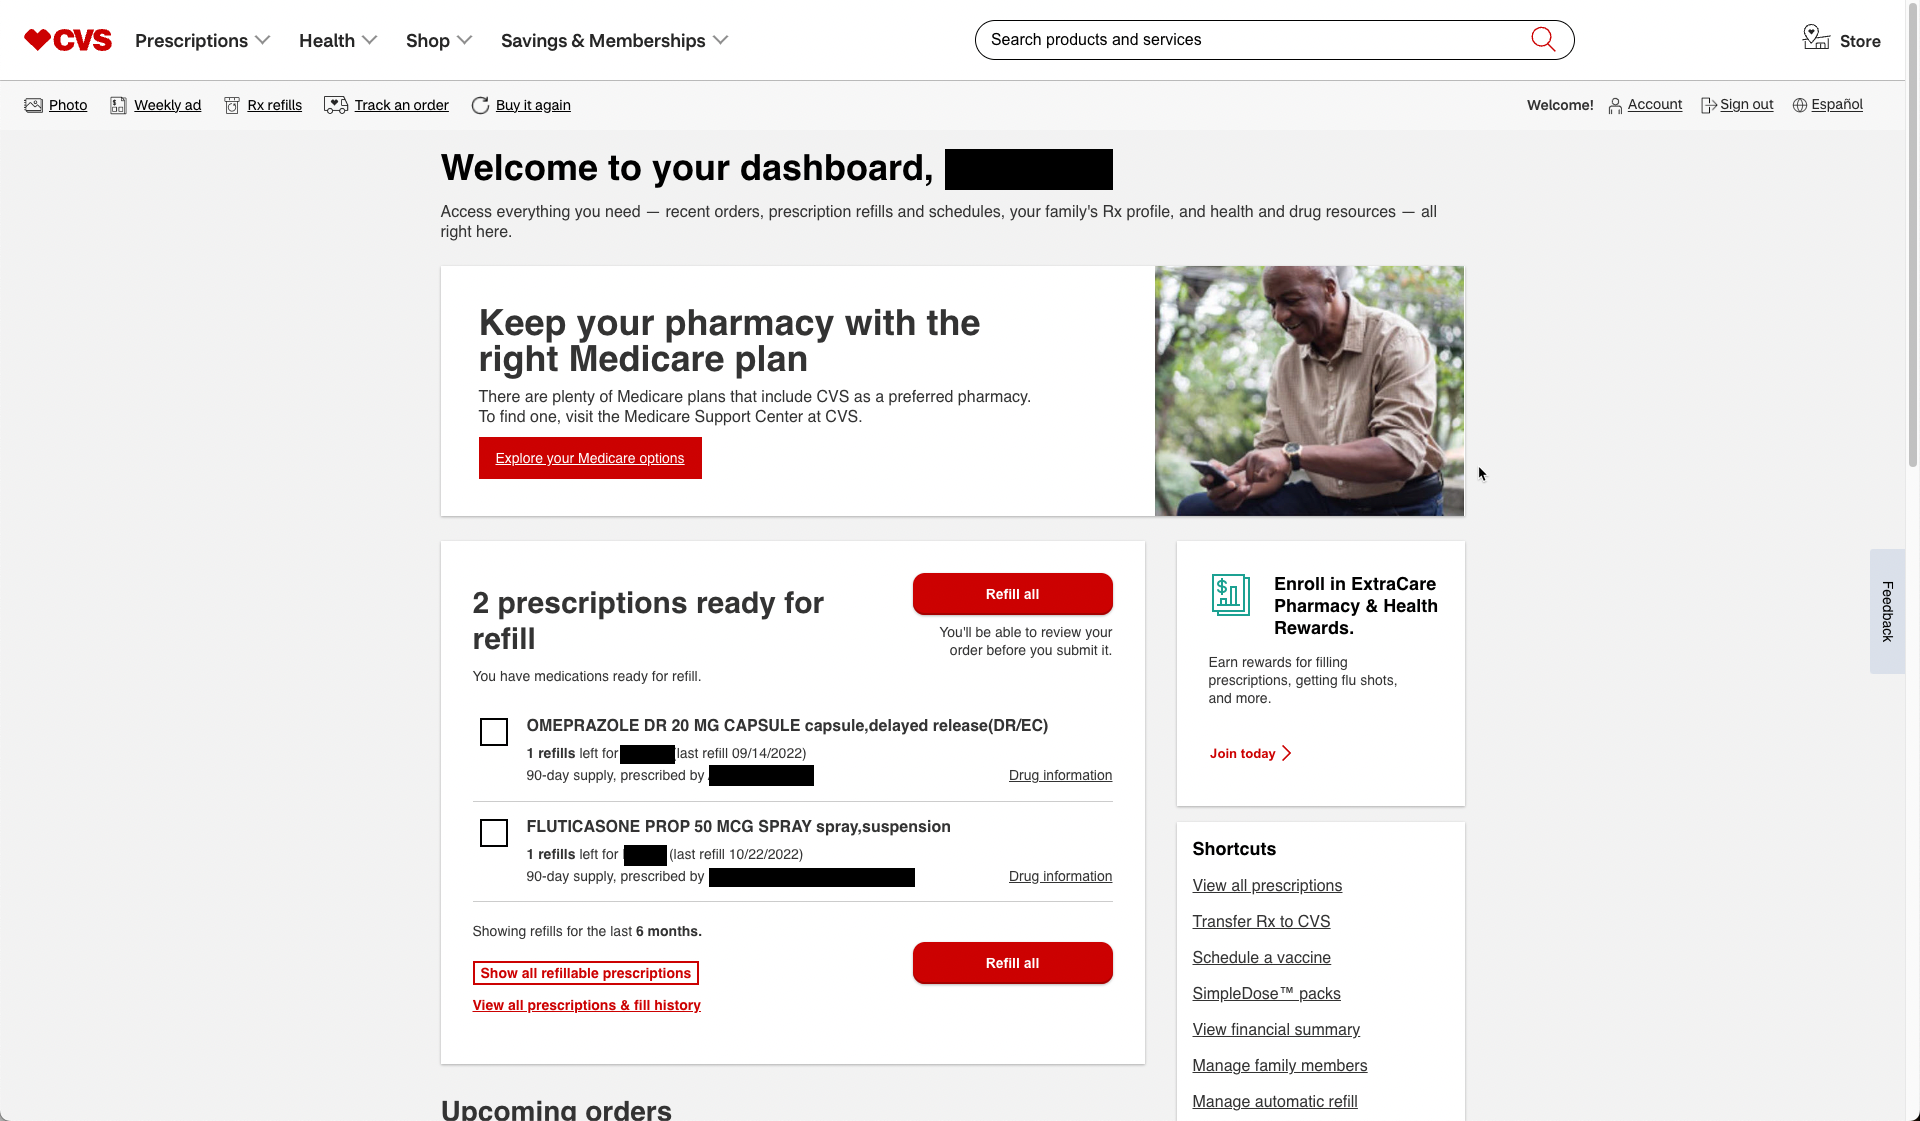 CVS Prescriptions Health Shop Savings & Memberships Search products and services Store
Photo Weekly ad Rx refills Track an order Buy it again Welcome! Account Sign out Español
Welcome to your dashboard,
Access everything you need — recent orders, prescription refills and schedules, your family's Rx profile, and health and drug resources — all
right here.
Keep your pharmacy with the
right Medicare plan
There are plenty of Medicare plans that include CVS as a preferred pharmacy.
To find one, visit the Medicare Support Center at CVS.
Explore your Medicare options
2 prescriptions ready for
refill
You have medications ready for refill.
Refill all
You'll be able to review your
order before you submit it.
OMEPRAZOLE DR 20 MG CAPSULE capsule,delayed release(DR/EC)
1 refills left for last refill 09/14/2022)
90-day supply, prescribed by
Drug information
FLUTICASONE PROP 50 MCG SPRAY spray,suspension
1 refills left for (last refill 10/22/2022)
90-day supply, prescribed by
Drug information
Showing refills for the last 6 months.
Show all refillable prescriptions
View all prescriptions & fill history
Refill all
Upcoming orders
Enroll in ExtraCare
Pharmacy & Health
Rewards.
Earn rewards for filling
prescriptions, getting flu shots,
and more.
Join today
Shortcuts
View all prescriptions
Transfer Rx to CVS
Schedule a vaccine
SimpleDose™ packs
View financial summary
Manage family members
Manage automatic refill
Feedback